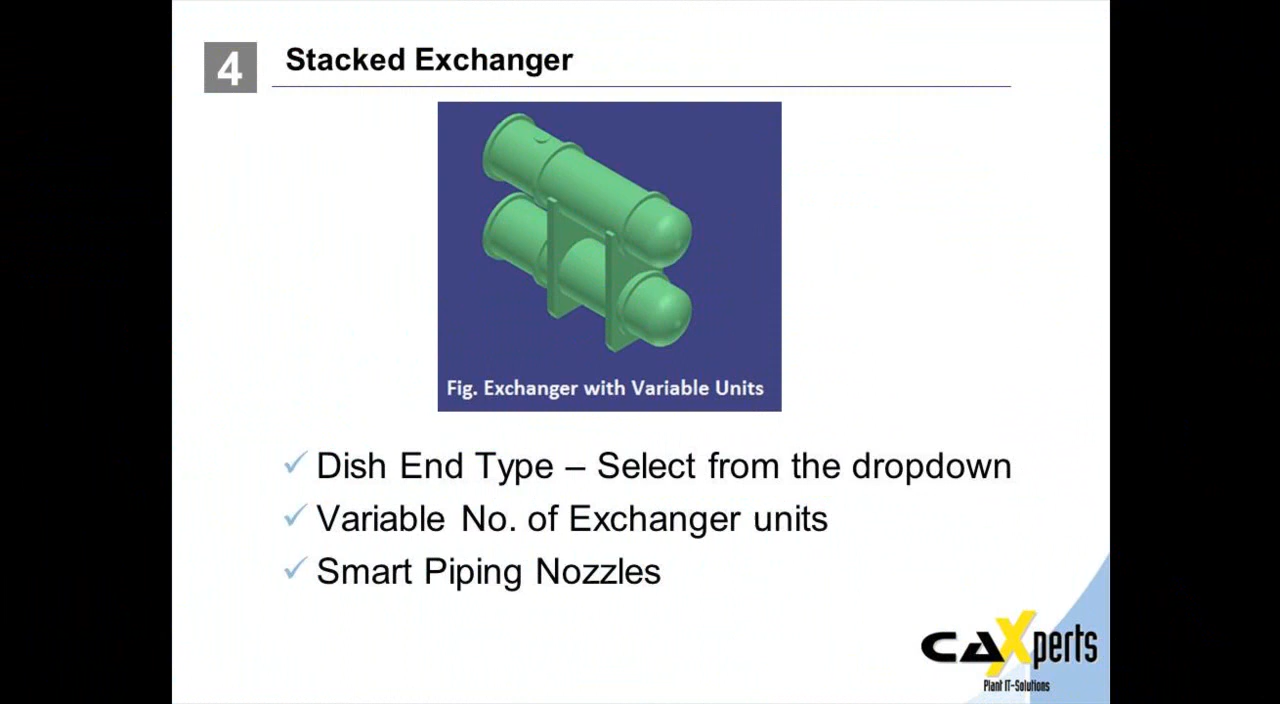 4
Stacked Exchanger
Fig. Exchanger with Variable Units
Dish End Type – Select from the dropdown
Variable No. of Exchanger units
Smart Piping Nozzles
CAXperts
Plant IT-Solutions